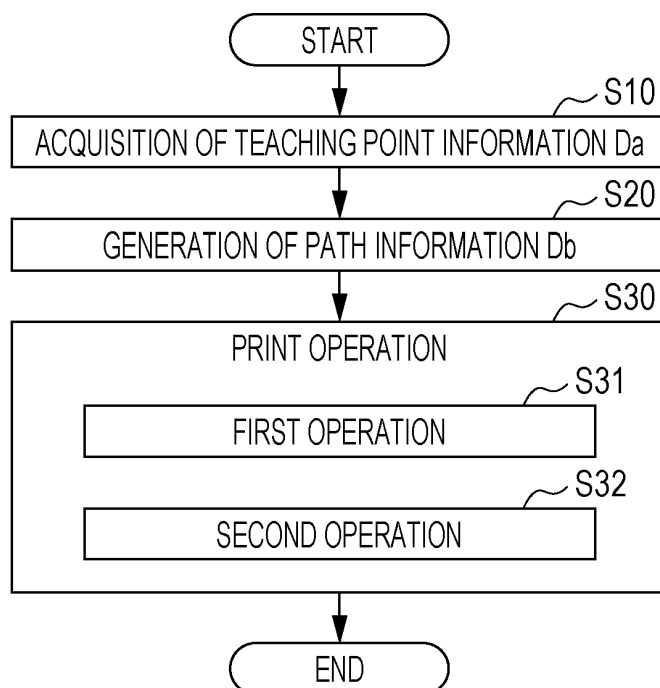 START
S10
ACQUISITION OF TEACHING POINT INFORMATION Da
S20
GENERATION OF PATH INFORMATION Db
S30
PRINT OPERATION
S31
FIRST OPERATION
S32
SECOND OPERATION
END